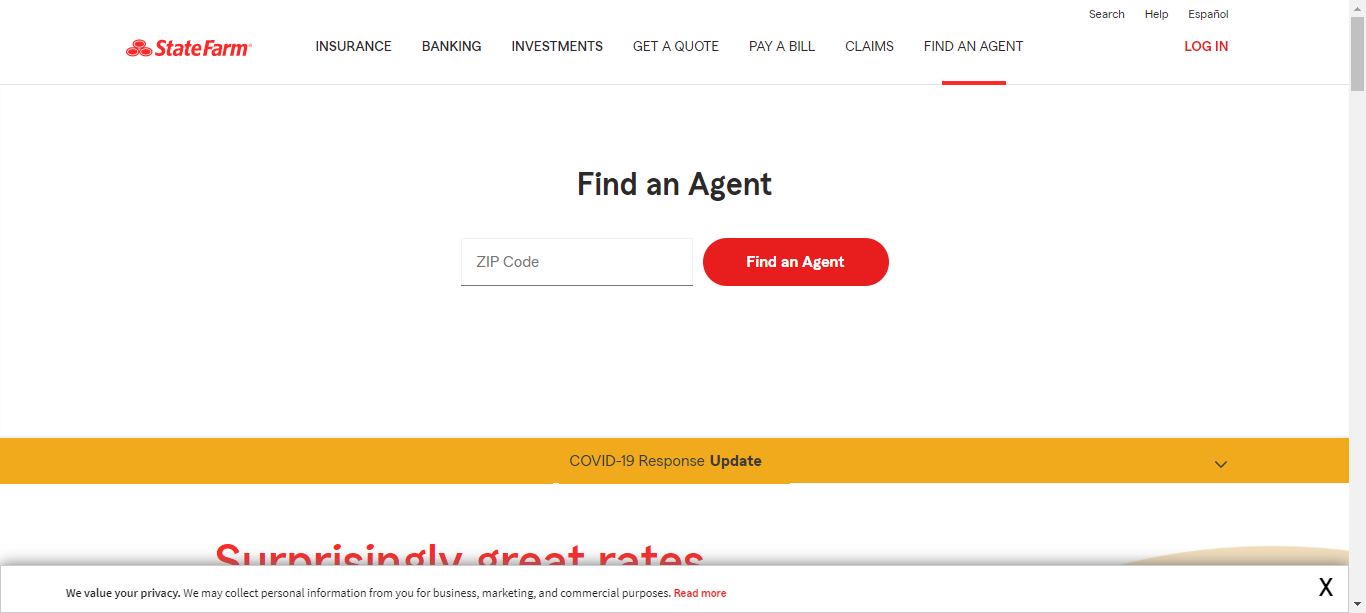 Search Help Español
State Farm®
INSURANCE BANKING INVESTMENTS GET A QUOTE PAY A BILL CLAIMS FIND AN AGENT LOG IN
Find an Agent
ZIP Code Find an Agent
COVID-19 Response Update
Surprisingly great rates
We value your privacy. We may collect personal information from you for business, marketing, and commercial purposes. Read more X